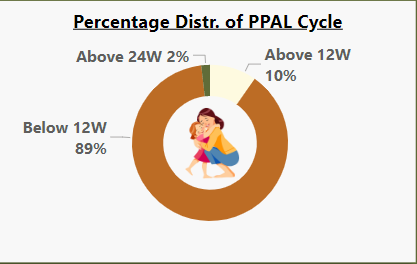 Percentage Distr. of PPAL Cycle
Above 24W 2%
Above 12W
10%
Below 12W
89%